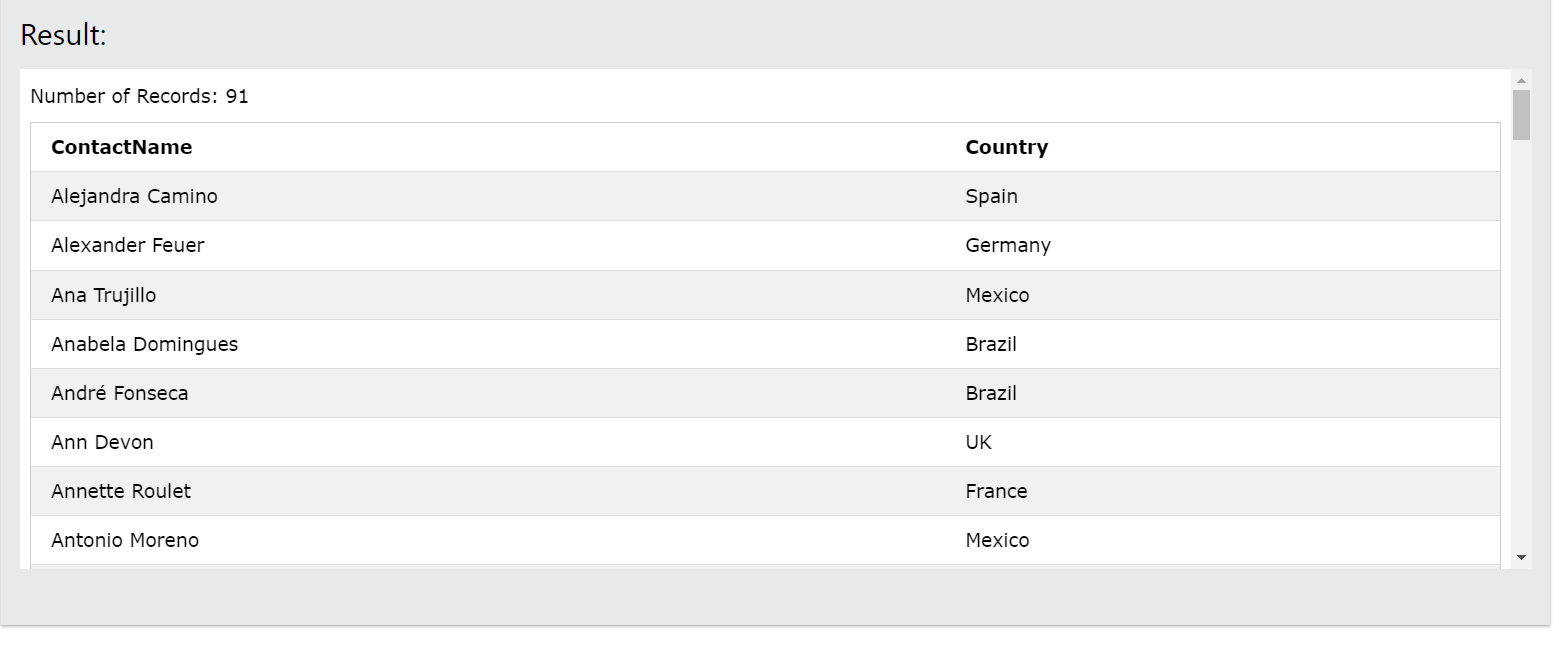 Result:
Number of Records: 91
ContactName Country
Alejandra Camino Spain
Alexander Feuer Germany
Ana Trujillo Mexico
Anabela Domingues Brazil
André Fonseca Brazil
Ann Devon UK
Annette Roulet France
Antonio Moreno Mexico